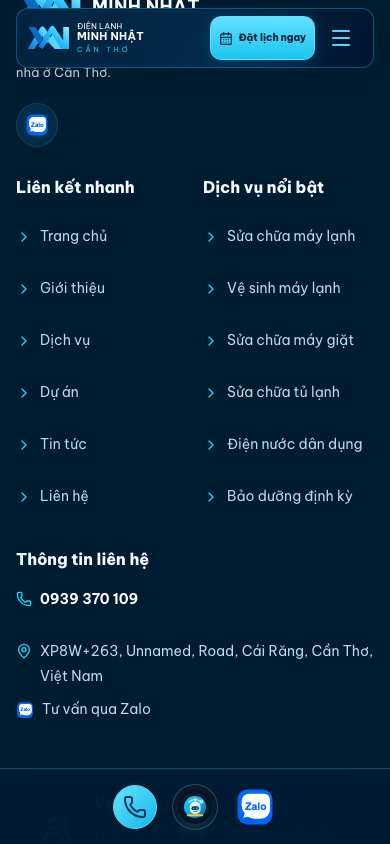 MINH NHẬT
ĐIỆN LẠNH
MINH NHẬT
CẦN THƠ
Đặt lịch ngay
nhà ở Cần Thơ.
Zalo
Liên kết nhanh
Trang chủ
Giới thiệu
Dịch vụ
Dự án
Tin tức
Liên hệ
Dịch vụ nổi bật
Sửa chữa máy lạnh
Vệ sinh máy lạnh
Sửa chữa máy giặt
Sửa chữa tủ lạnh
Điện nước dân dụng
Bảo dưỡng định kỳ
Thông tin liên hệ
0939 370 109
XP8W+263, Unnamed, Road, Cái Răng, Cần Thơ,
Việt Nam
Zalo
Tư vấn qua Zalo
Zalo